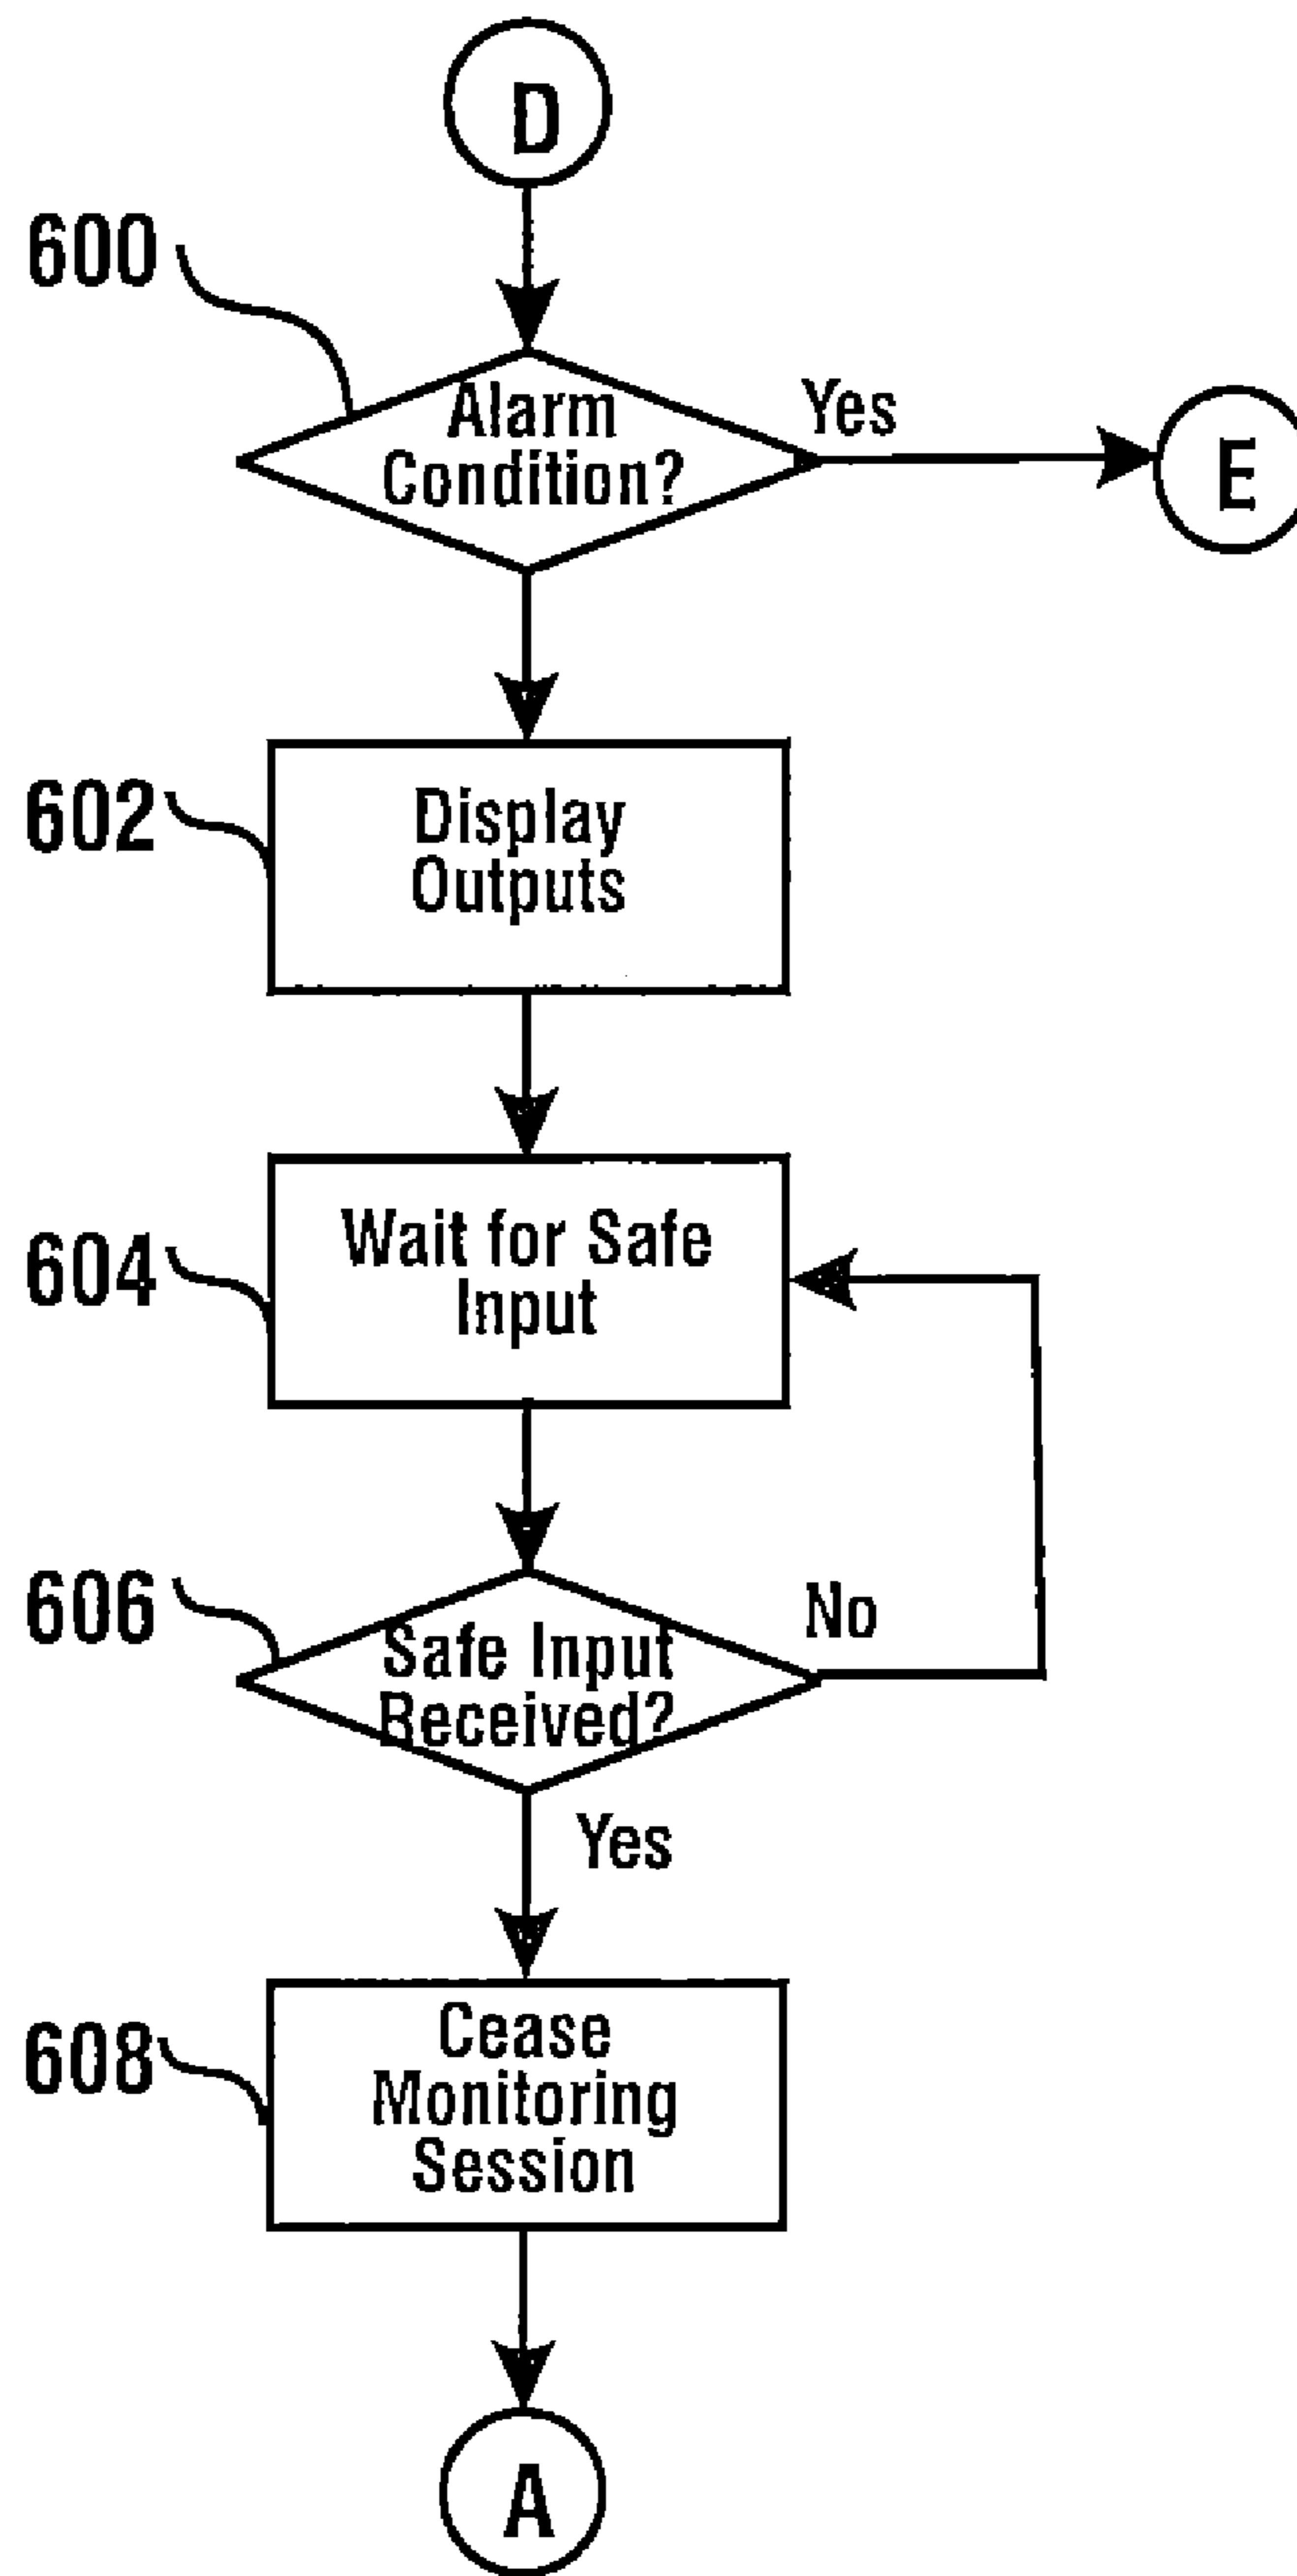 D
600
Alarm
Condition?
Yes
E
602
Display
Outputs
604
Wait for Safe
Input
606
Safe Input
Received?
No
Yes
608
Cease
Monitoring
Session
A